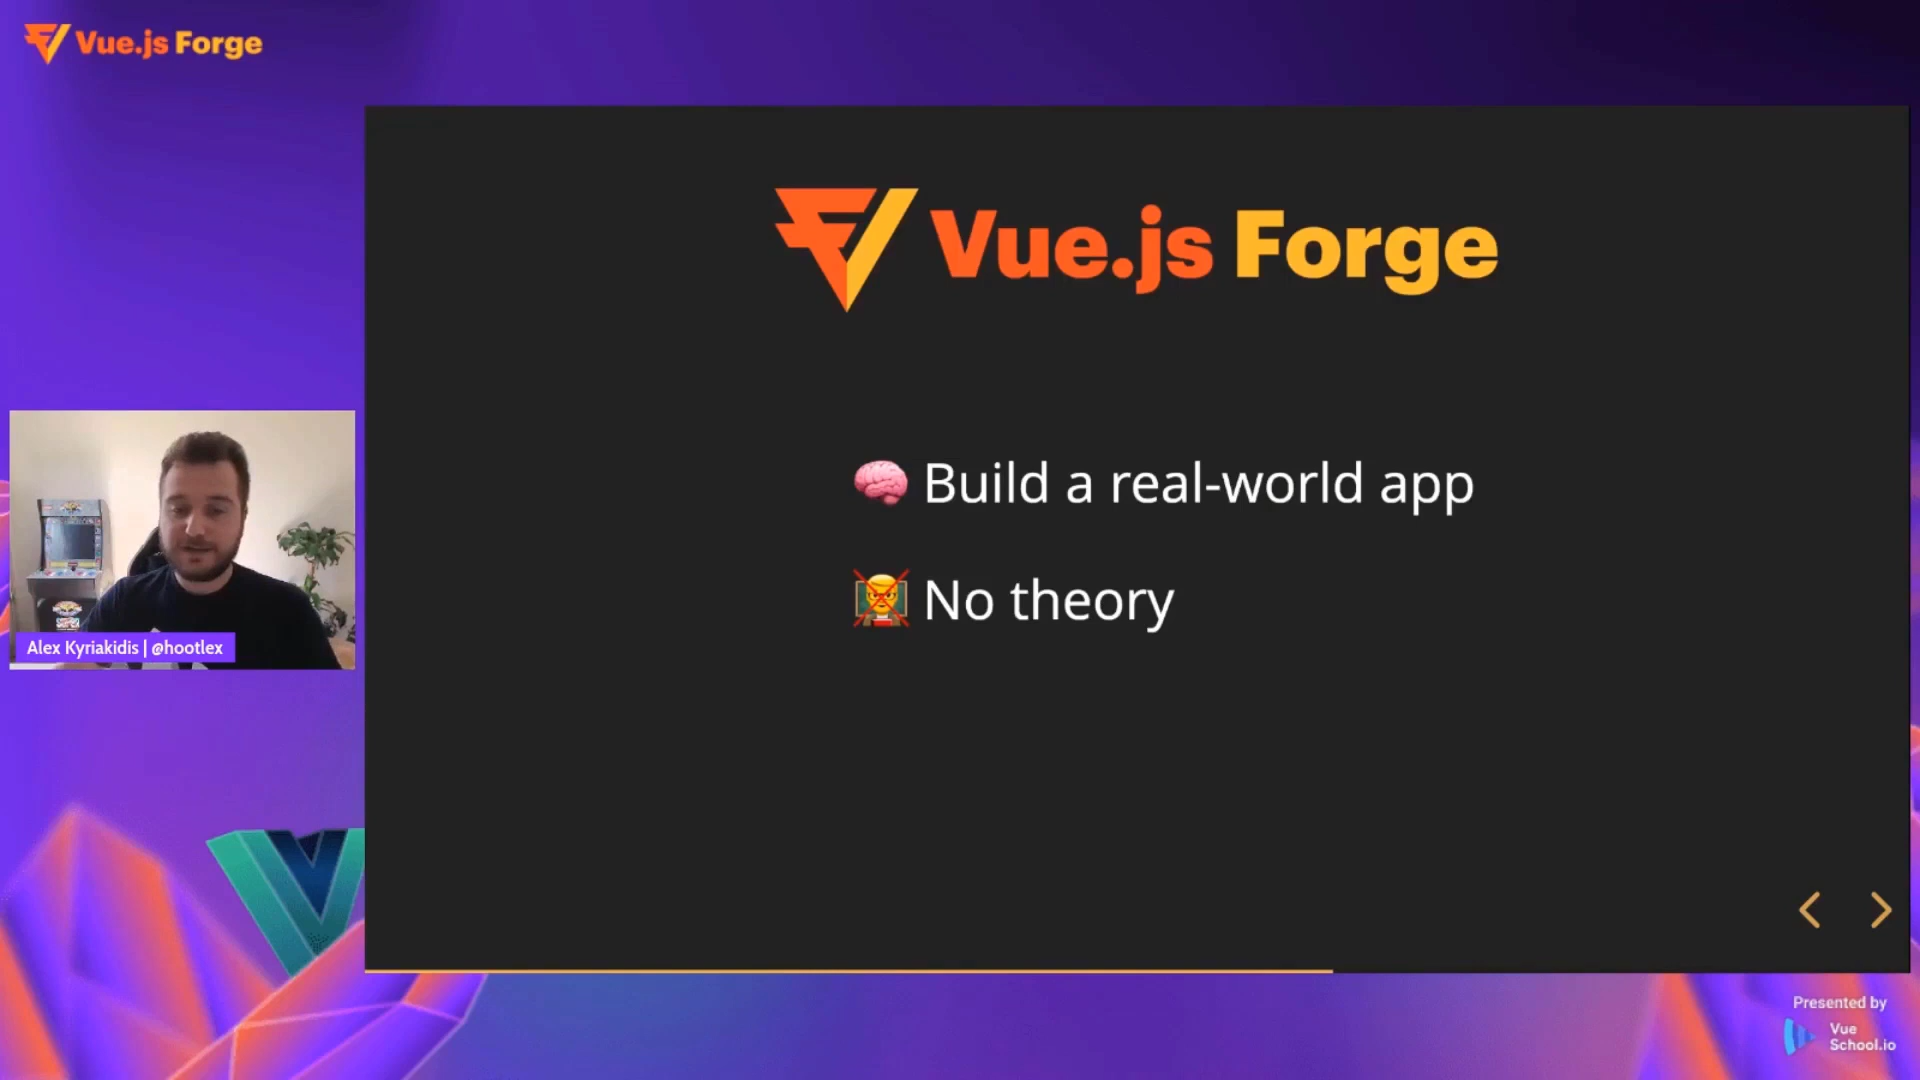 Vue.js Forge
Vue.js Forge
Build a real-world app
No theory
Alex Kyriakidis | @hootlex
Presented by
Vue
School.io